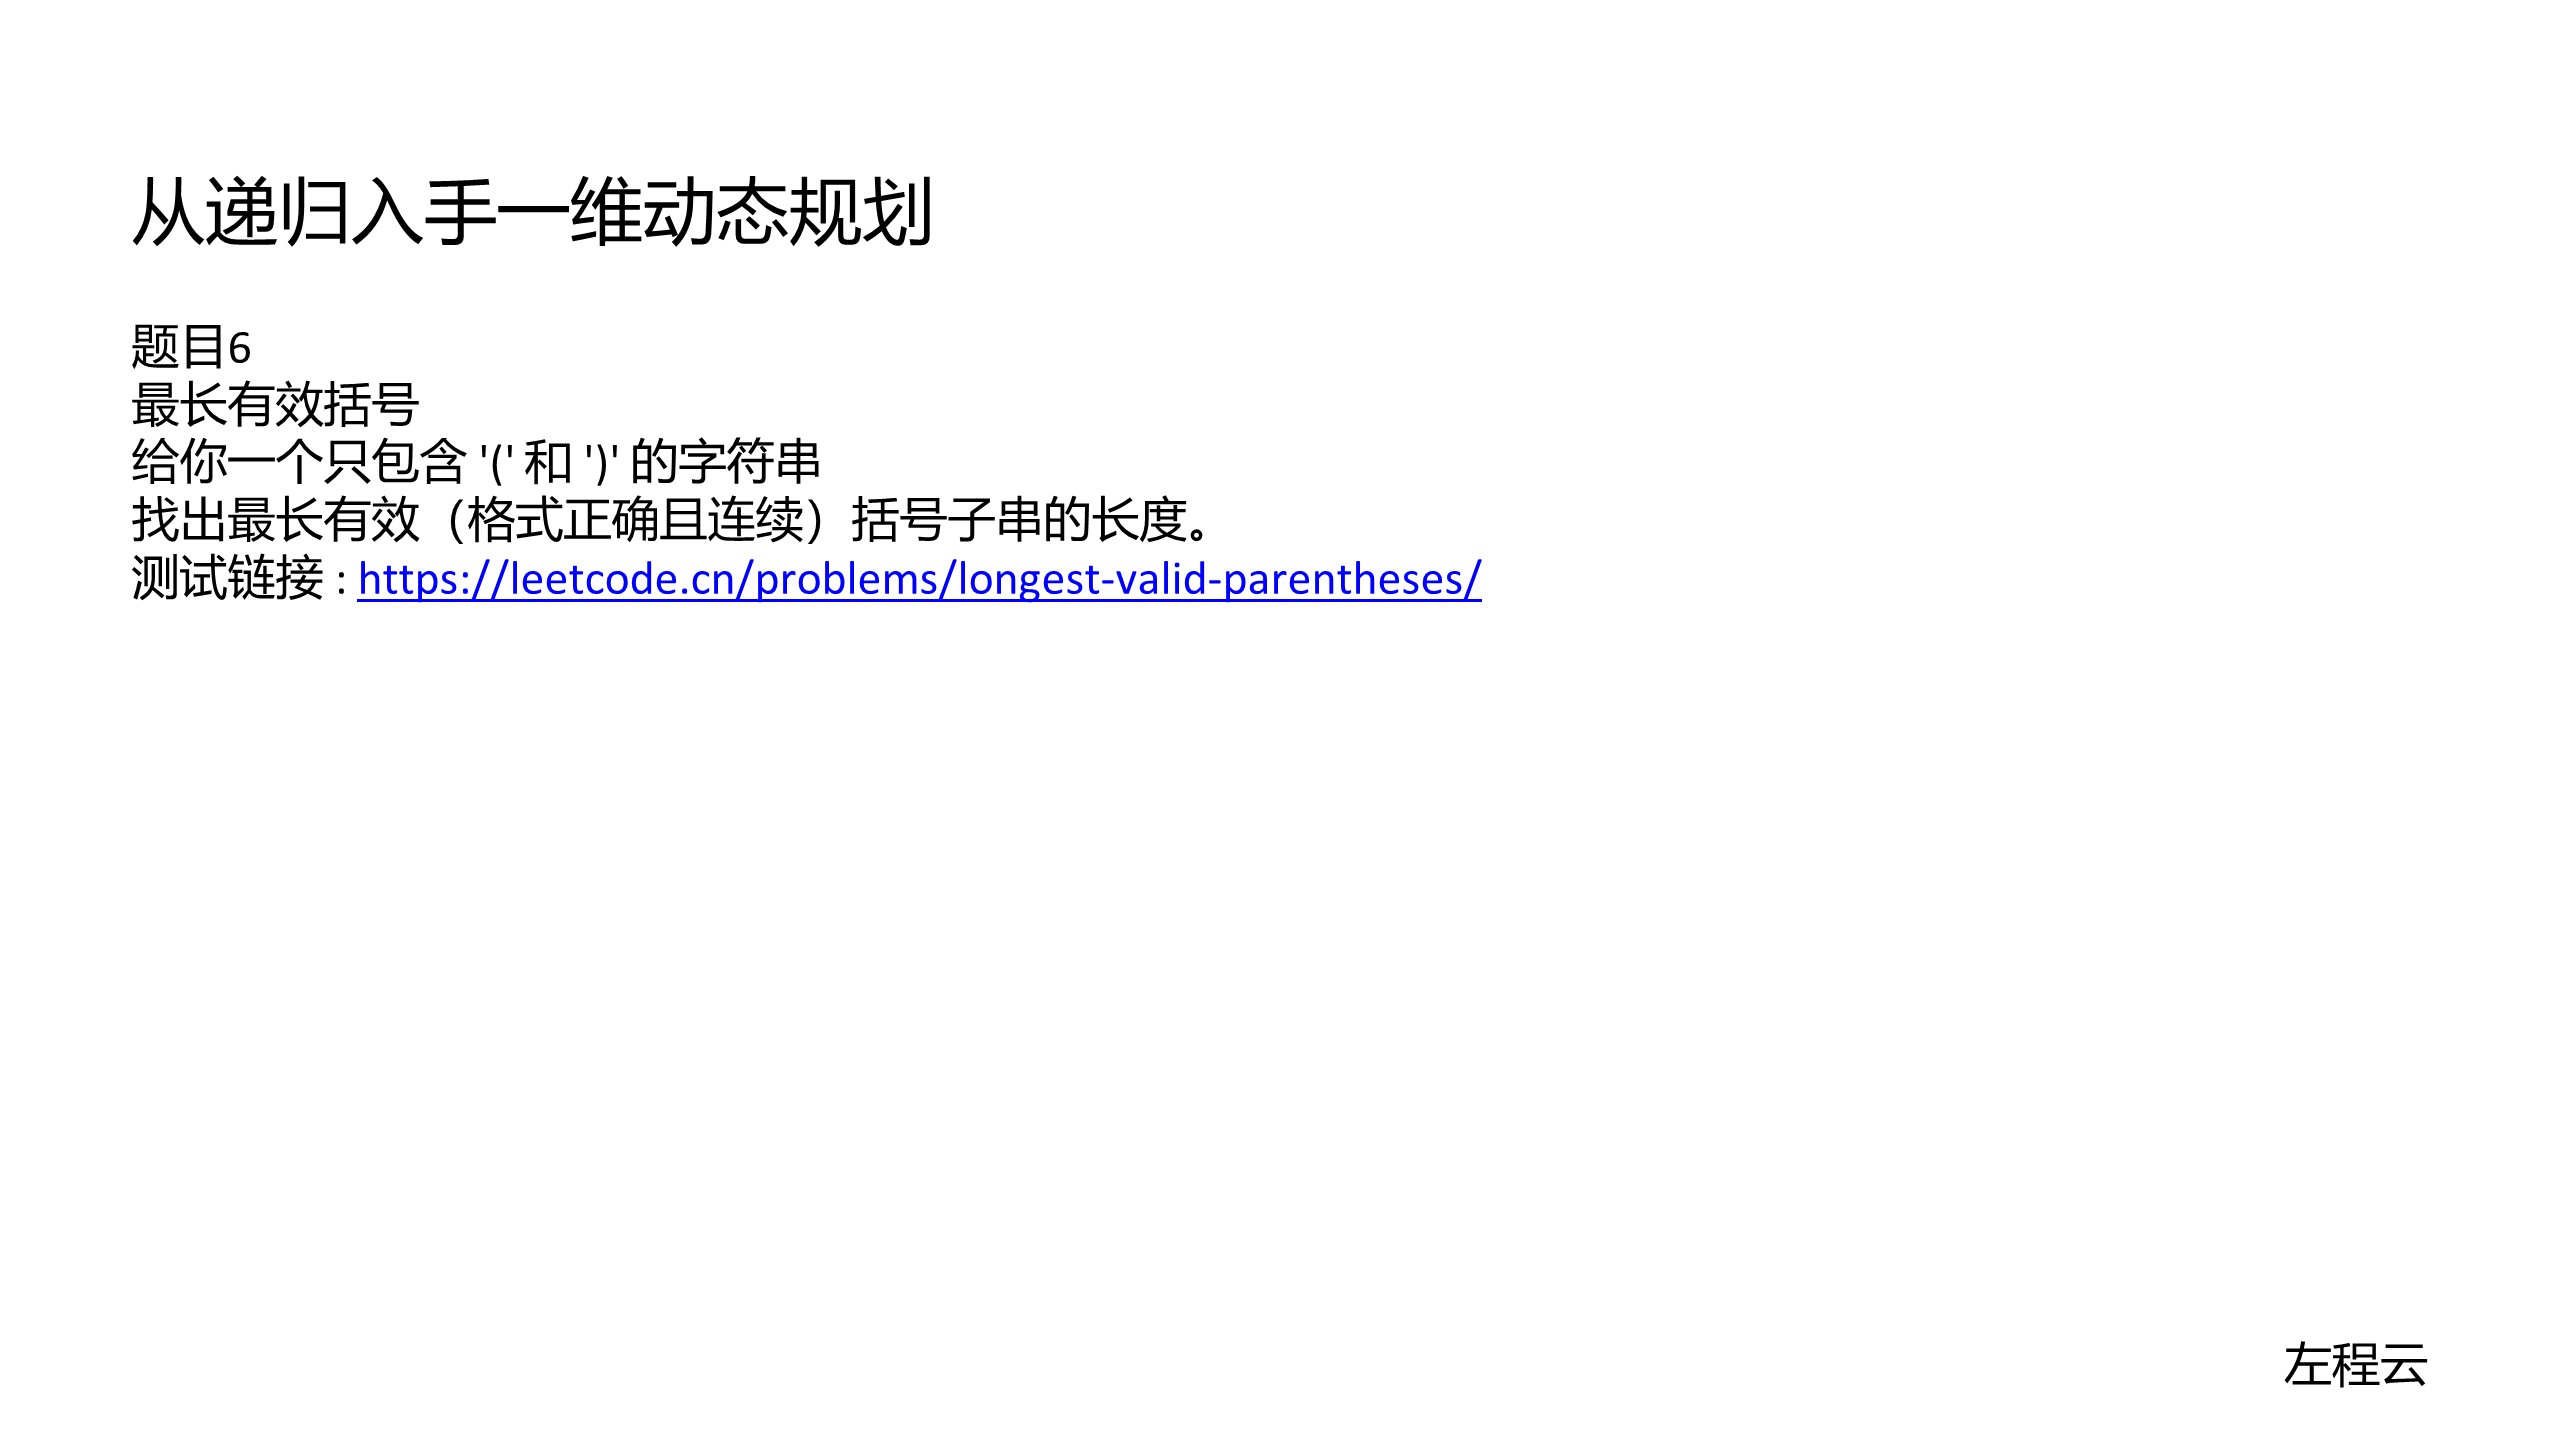 从递归入手一维动态规划
题目6
最长有效括号
给你一个只包含 '(' 和 ')' 的字符串
找出最长有效（格式正确且连续）括号子串的长度。
测试链接 : https://leetcode.cn/problems/longest-valid-parentheses/
左程云